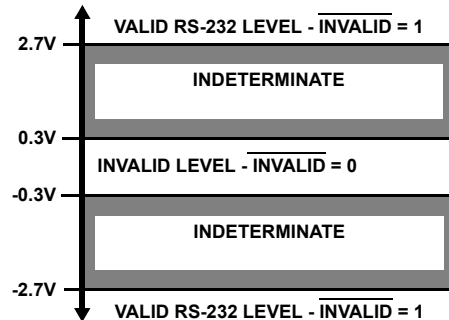 VALID RS-232 LEVEL - INVALID = 1
2.7V
INDETERMINATE
0.3V
INVALID LEVEL - INVALID = 0
-0.3V
INDETERMINATE
-2.7V
VALID RS-232 LEVEL - INVALID = 1